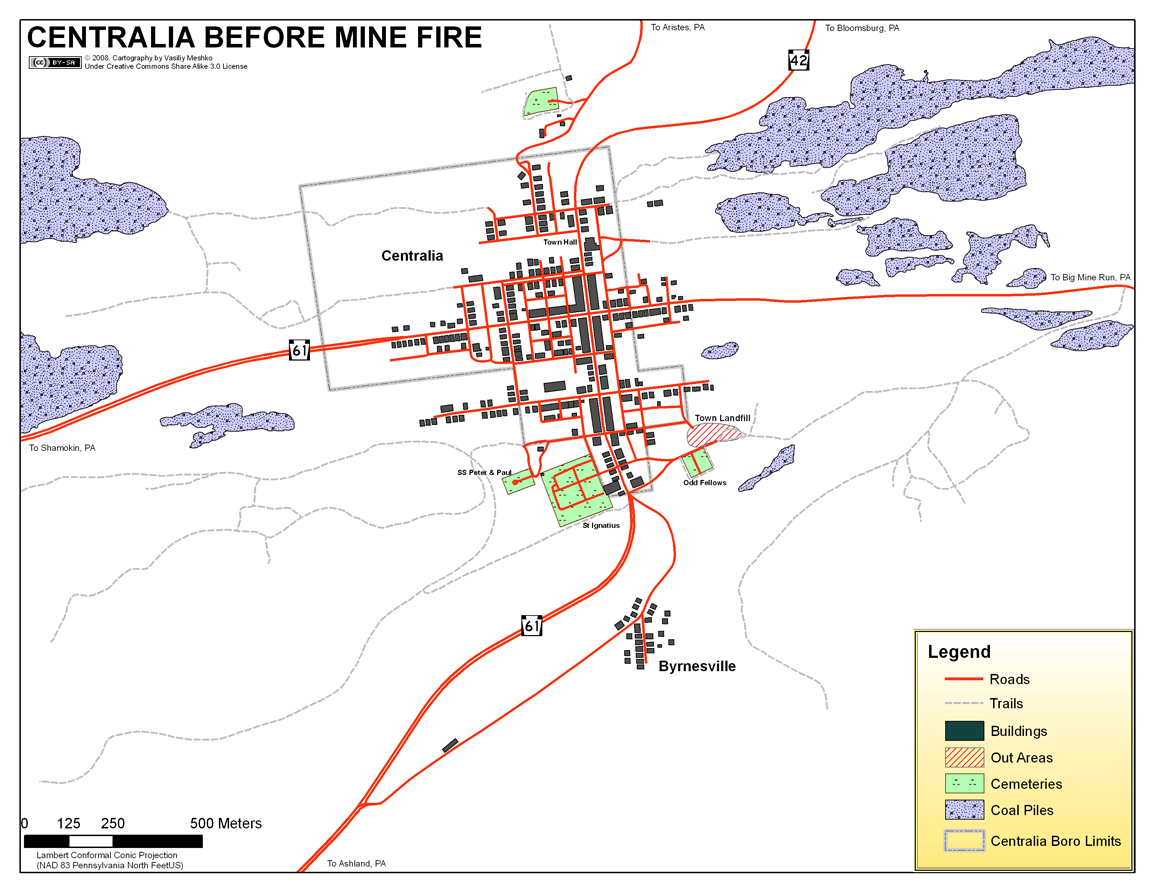 CENTRALIA BEFORE MINE FIRE
cc BY-SA
© 2008. Cartography by Vasiliy Meshko
Under Creative Commons Share Alike 3.0 License
To Aristes, PA
To Bloomsburg, PA
42
Town Hall
Centralia
To Big Mine Run, PA
61
To Shamokin, PA
Town Landfill
SS Peter & Paul
Odd Fellows
St Ignatius
61
Byrnesville
Legend
Roads
Trails
Buildings
Out Areas
Cemeteries
Coal Piles
Centralia Boro Limits
0 125 250 500 Meters
Lambert Conformal Conic Projection
(NAD 83 Pennsylvania North FeetUS)
To Ashland, PA